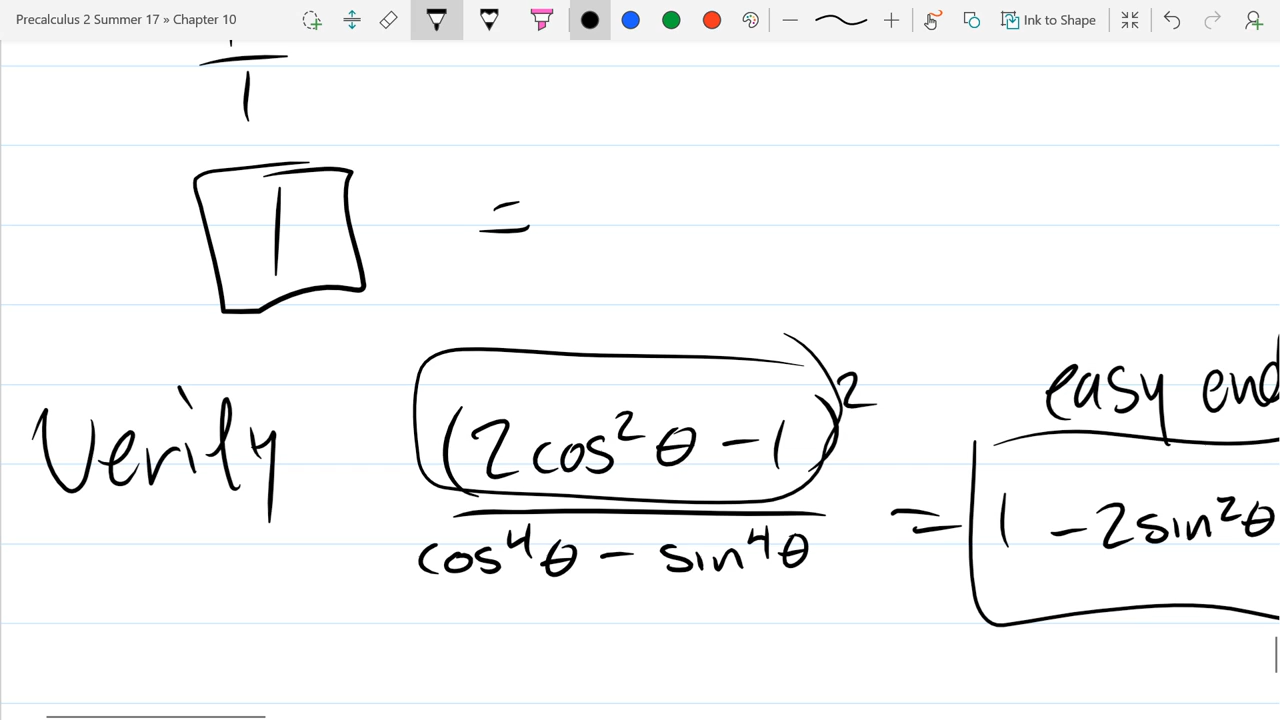 Precalculus 2 Summer 17 » Chapter 10
Ink to Shape
1
1 =
easy end
Verify (2cos²θ - 1)² / cos⁴θ - sin⁴θ = 1 - 2sin²θ